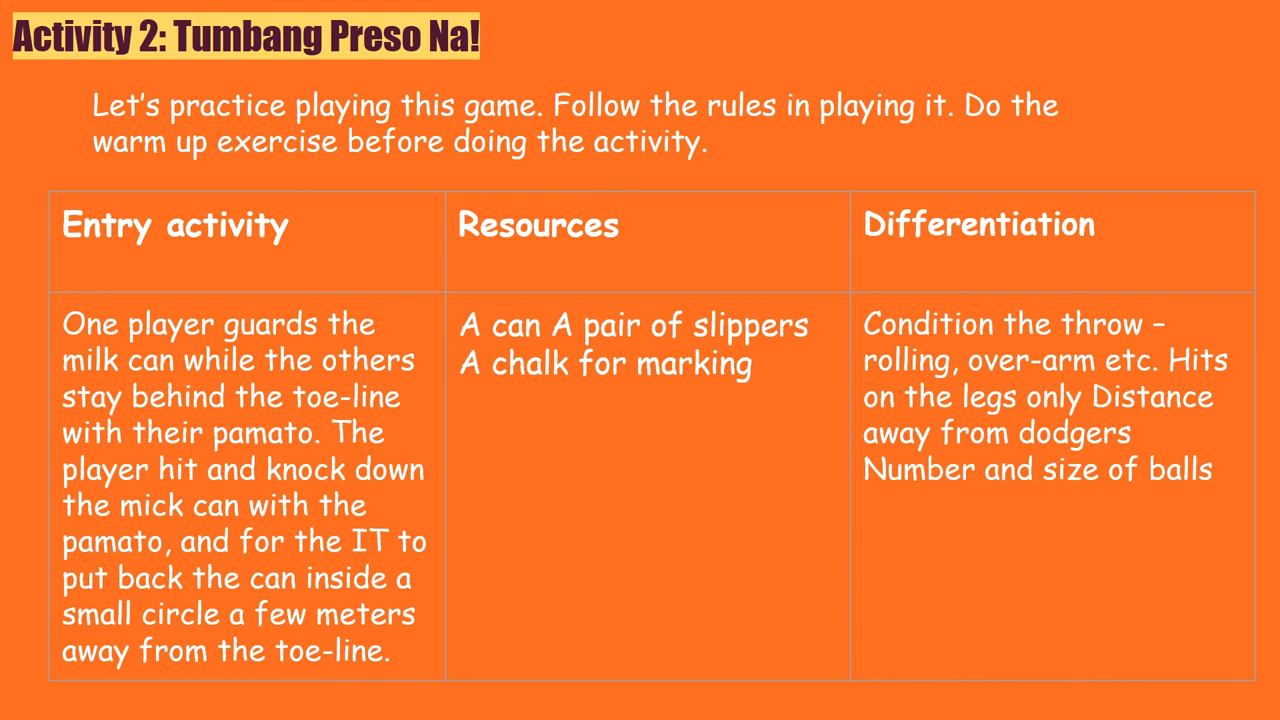 Activity 2: Tumbang Preso Na!
Let’s practice playing this game. Follow the rules in playing it. Do the
warm up exercise before doing the activity.
Entry activity
Resources
Differentiation
One player guards the
milk can while the others
stay behind the toe-line
with their pamato. The
player hit and knock down
the mick can with the
pamato, and for the IT to
put back the can inside a
small circle a few meters
away from the toe-line.
A can A pair of slippers
A chalk for marking
Condition the throw –
rolling, over-arm etc. Hits
on the legs only Distance
away from dodgers
Number and size of balls